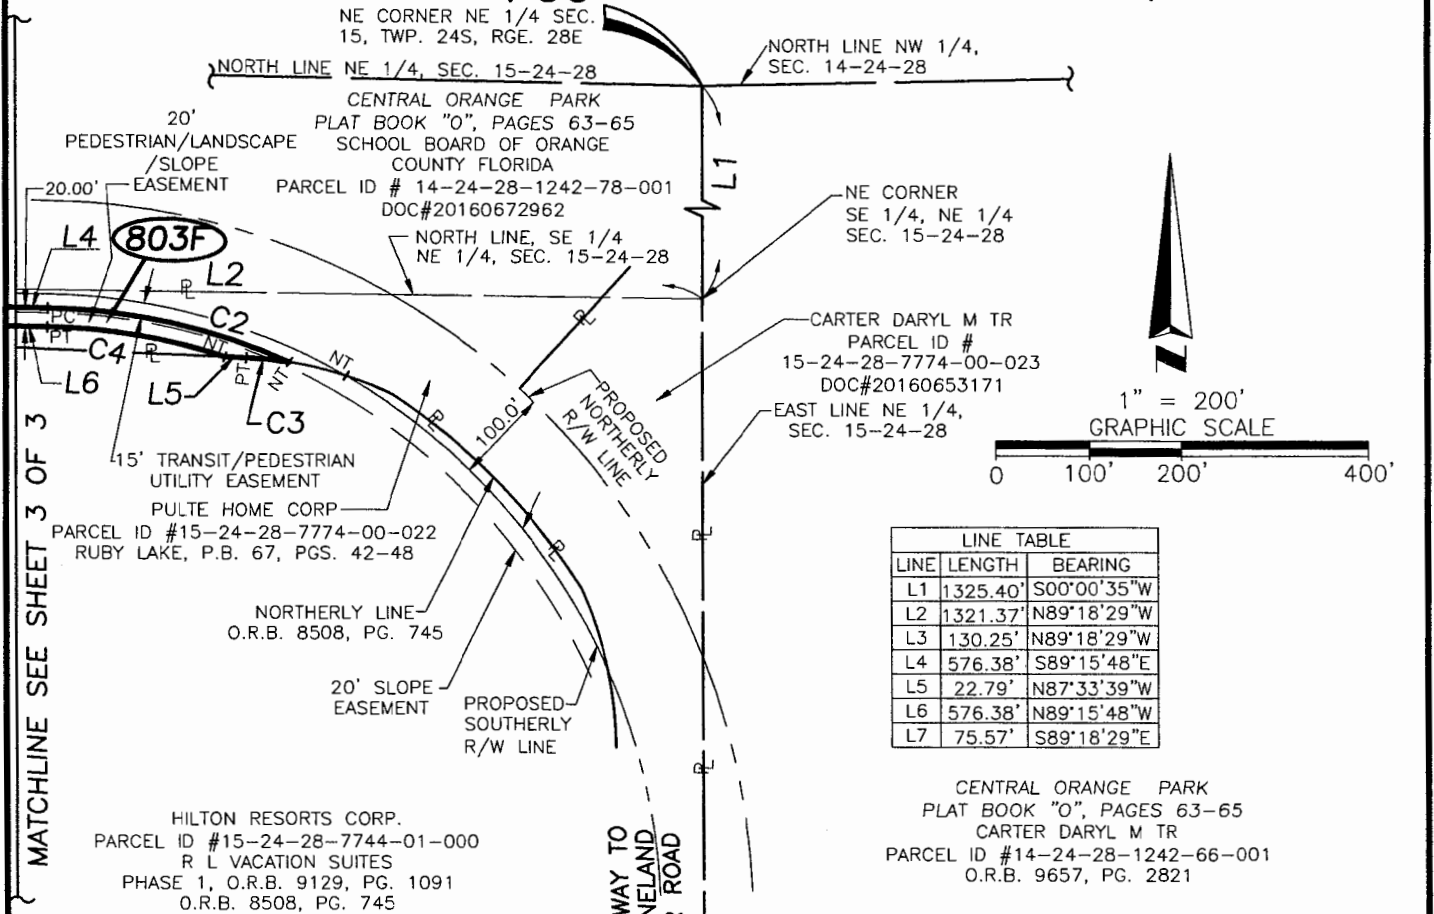 NE CORNER NE 1/4 SEC.
15, TWP. 24S, RGE. 28E
NORTH LINE NW 1/4,
SEC. 14-24-28
NORTH LINE NE 1/4, SEC. 15-24-28
CENTRAL ORANGE PARK
PLAT BOOK "O", PAGES 63-65
SCHOOL BOARD OF ORANGE
COUNTY FLORIDA
PARCEL ID # 14-24-28-1242-78-001
DOC#20160672962
20'
PEDESTRIAN/LANDSCAPE
/SLOPE
EASEMENT
20.00'
L4
803F
L2
L1
NORTH LINE, SE 1/4
NE 1/4, SEC. 15-24-28
NE CORNER
SE 1/4, NE 1/4
SEC. 15-24-28
PL
PC
PT
C2
C4
PL
NT
PT
NT
NT
L6
L5
C3
PL
PL
100.0'
PROPOSED
NORTHERLY
R/W LINE
CARTER DARYL M TR
PARCEL ID #
15-24-28-7774-00-023
DOC#20160653171
EAST LINE NE 1/4,
SEC. 15-24-28
N
1" = 200'
GRAPHIC SCALE
0 100' 200' 400'
MATCHLINE SEE SHEET 3 OF 3
15' TRANSIT/PEDESTRIAN
UTILITY EASEMENT
PULTE HOME CORP
PARCEL ID #15-24-28-7774-00-022
RUBY LAKE, P.B. 67, PGS. 42-48
PL
PL
NORTHERLY LINE
O.R.B. 8508, PG. 745
20' SLOPE
EASEMENT
PROPOSED
SOUTHERLY
R/W LINE
PL
LINE TABLE
LINE LENGTH BEARING
L1 1325.40' S00°00'35"W
L2 1321.37' N89°18'29"W
L3 130.25' N89°18'29"W
L4 576.38' S89°15'48"E
L5 22.79' N87°33'39"W
L6 576.38' N89°15'48"W
L7 75.57' S89°18'29"E
HILTON RESORTS CORP.
PARCEL ID #15-24-28-7744-01-000
R L VACATION SUITES
PHASE 1, O.R.B. 9129, PG. 1091
O.R.B. 8508, PG. 745
WAY TO
NELAND
ROAD
CENTRAL ORANGE PARK
PLAT BOOK "O", PAGES 63-65
CARTER DARYL M TR
PARCEL ID #14-24-28-1242-66-001
O.R.B. 9657, PG. 2821